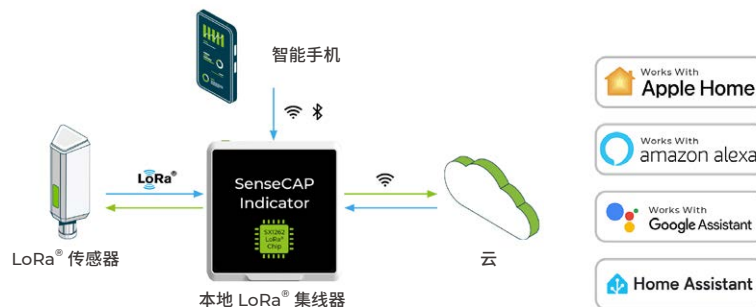 智能手机
LoRa®
SenseCAP
Indicator
SX1262
LoRa®
Chip
LoRa® 传感器
云
本地 LoRa® 集线器
Works With
Apple Home
Works With
amazon alexa
Works With
Google Assistant
Home Assistant